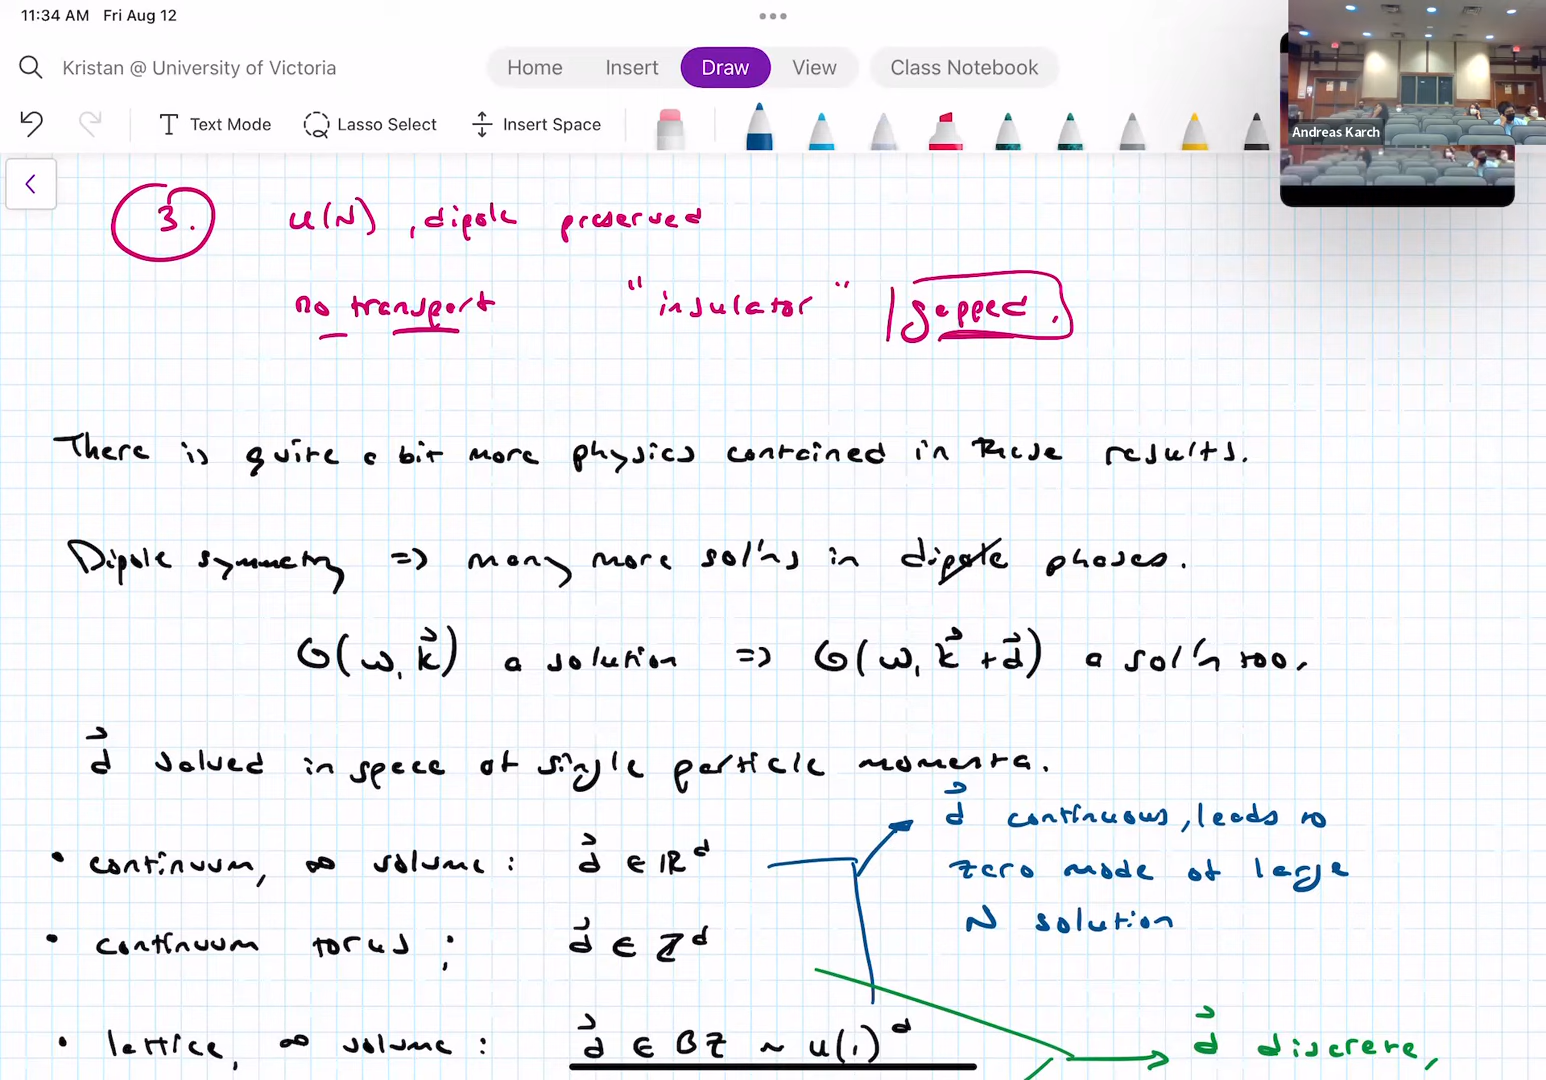 11:34 AM Fri Aug 12
Kristan @ University of Victoria
Home Insert Draw View Class Notebook
Text Mode Lasso Select Insert Space
Andreas Karch
3. U(N), dipole preserved
no transport "insulator" / gapped.
There is quite a bit more physics contained in these results.
Dipole symmetry => many more sol'ns in dipole phases.
G(ω, k⃗) a solution => G(ω, k⃗ + d⃗) a sol'n too.
d⃗ valued in space of single particle momenta.
d⃗ continuous, leads to
zero mode of large
N solution
• continuum, ∞ volume: d⃗ ∈ ℝ^d
• continuum torus; d⃗ ∈ ℤ^d
• lattice, ∞ volume: d⃗ ∈ BZ ~ U(1)^d
d⃗ discrete,